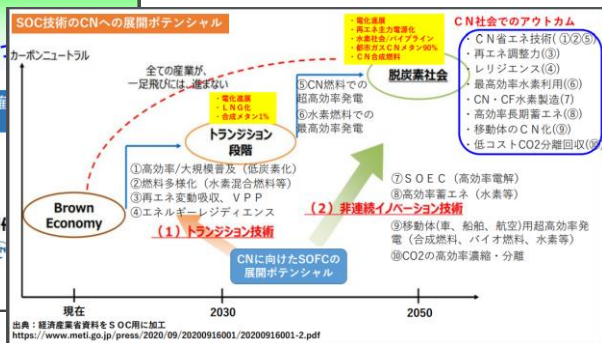 SOC技術のCNへの展開ポテンシャル
カーボンニュートラル
・電化進展
・再エネ主力電源化
・水素社会/パイプライン
・都市ガスCNメタン90%
・CN合成燃料
CN社会でのアウトカム
・CN省エネ技術(①②⑤)
・再エネ調整力(③)
・レリジエンス(④)
・最高効率水素利用(⑥)
・CN・CF水素製造(7)
・高効率長期蓄エネ(⑧)
・移動体のCN化(⑨)
・低コストCO2分離回収(⑩
全ての産業が、
一足飛びには、進まない
・電化進展
・LNG化
・合成メタン1%
⑤CN燃料での
超高効率発電
⑥水素燃料での
最高効率発電
脱炭素社会
トランジション
段階
Brown
Economy
①高効率/大規模普及(低炭素化)
②燃料多様化(水素混合燃料等)
③再エネ変動吸収、VPP
④エネルギーレジディエンス
(1)トランジション技術
⑦SOEC(高効率電解)
⑧高効率蓄エネ(水素等)
(2)非連続イノベーション技術
⑨移動体(車、船舶、航空)用超高効率発
電(合成燃料、バイオ燃料、水素等)
⑩CO2の高効率濃縮・分離
CNに向けたSOFCの
展開ポテンシャル
現在
2030
2050
出典:経済産業省資料をSOC用に加工
https://www.meti.go.jp/press/2020/09/20200916001/20200916001-2.pdf